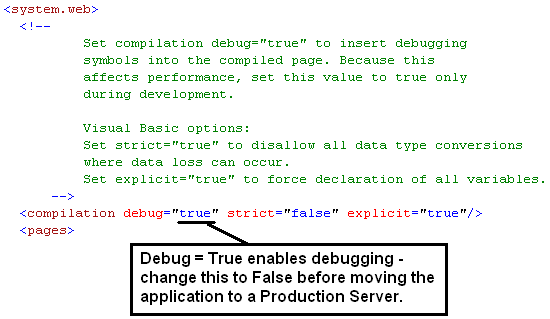 <system.web>
<!--
Set compilation debug="true" to insert debugging
symbols into the compiled page. Because this
affects performance, set this value to true only
during development.
Visual Basic options:
Set strict="true" to disallow all data type conversions
where data loss can occur.
Set explicit="true" to force declaration of all variables.
-->
<compilation debug="true" strict="false" explicit="true"/>
<pages>
Debug = True enables debugging -
change this to False before moving the
application to a Production Server.